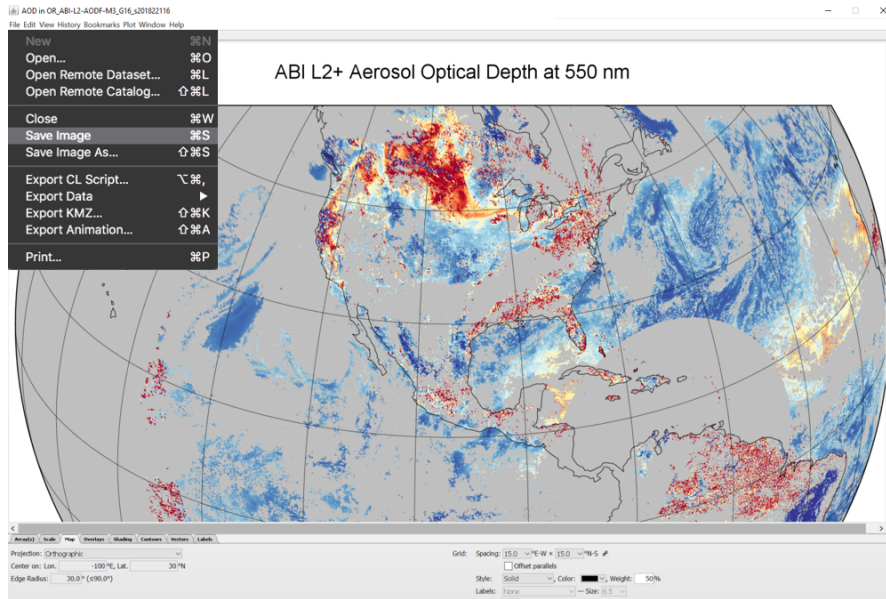 AOD in OR_ABI-L2-AODF-M3_G16_s201822116
File Edit View History Bookmarks Plot Window Help
New ⌘N
Open... ⌘O
Open Remote Dataset... ⌘L
Open Remote Catalog... ⇧⌘L
Close ⌘W
Save Image ⌘S
Save Image As... ⇧⌘S
Export CL Script... ⌥⌘,
Export Data ▶
Export KMZ... ⇧⌘K
Export Animation... ⇧⌘A
Print... ⌘P
ABI L2+ Aerosol Optical Depth at 550 nm
Array(s) Scale Map Overlays Shading Contours Vectors Labels
Projection: Orthographic
Center on: Lon. -100 °E, Lat. 30 °N
Edge Radius: 30.0 ° (≤90.0°)
Grid: Spacing: 15.0 °E-W × 15.0 °N-S
Offset parallels
Style: Solid Color: Weight: 50 %
Labels: None — Size: 6.5